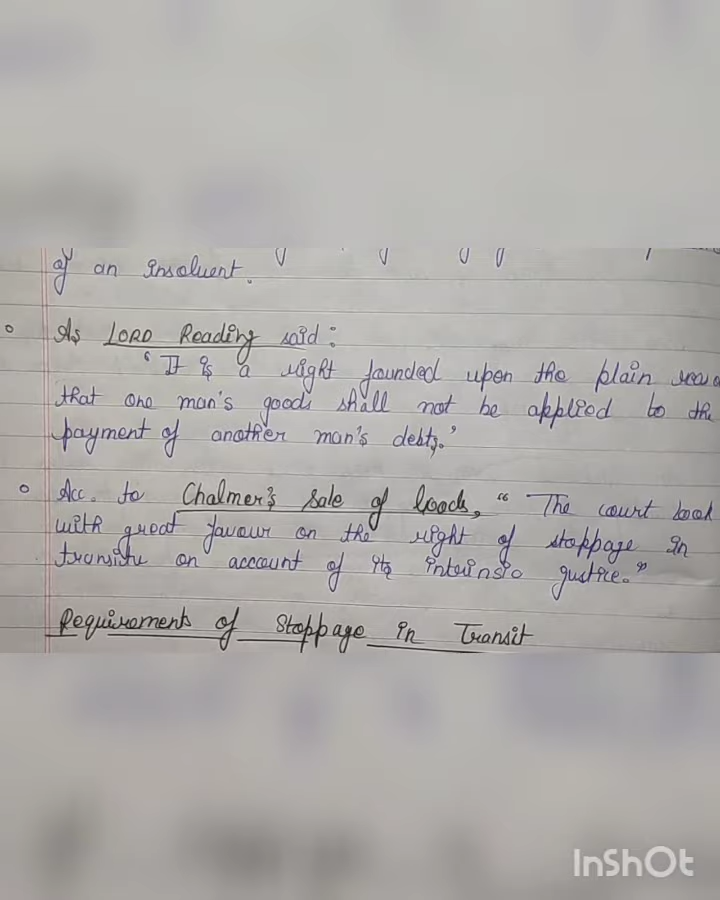 of an insolvent.
As LORD Reading said:
‘It is a right founded upon the plain
that one man's goods shall not be applied to the
payment of another man's debts.’
Acc. to Chalmer's Sale of Goods, “The court look
with great favour on the right of stoppage in
transitu on account of its intrinsic justice.”
Requirements of Stoppage in Transit
InShOt